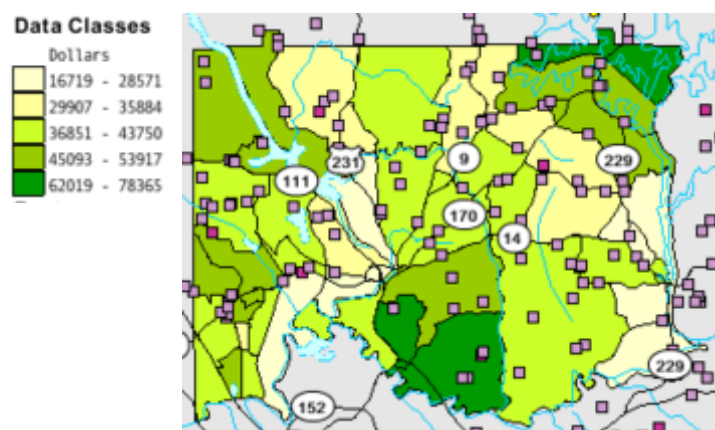 Data Classes
Dollars
16719 - 28571
29907 - 35884
36851 - 43750
45093 - 53917
62019 - 78365
9
231
229
111
170
14
229
152